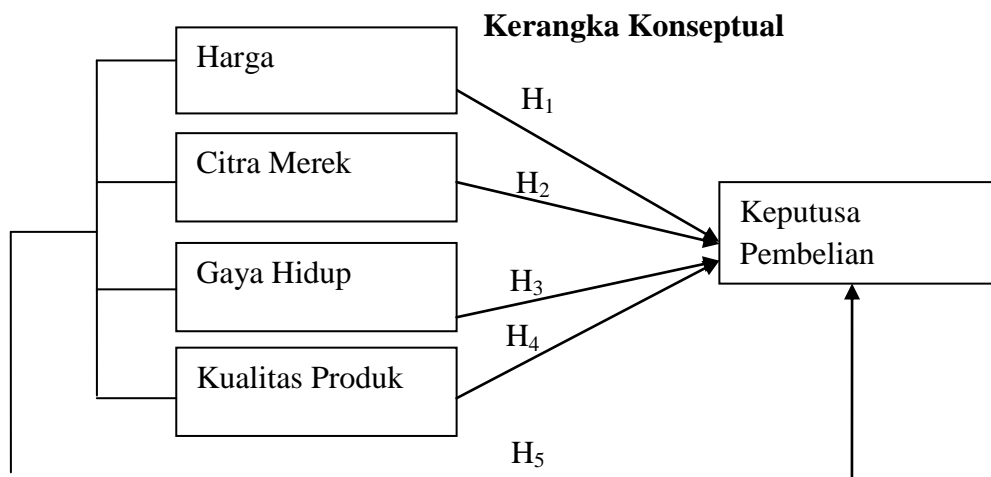 Kerangka Konseptual
Harga
H₁
Citra Merek
H₂
Keputusa
Pembelian
Gaya Hidup
H₃
H₄
Kualitas Produk
H₅